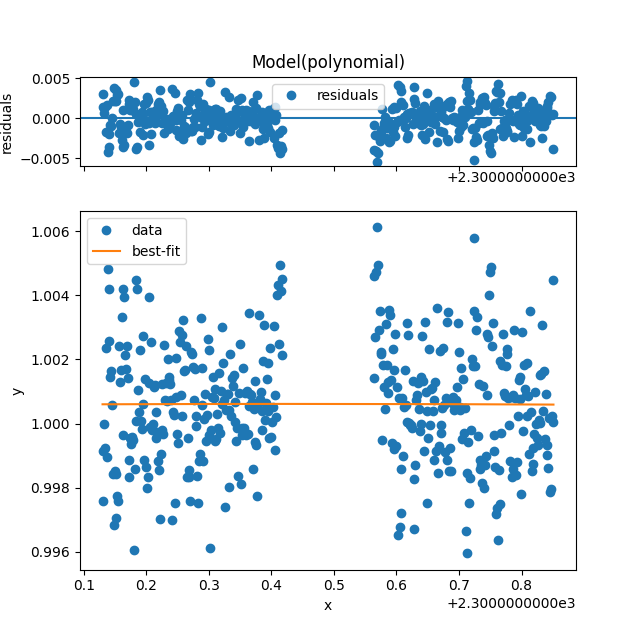 Model(polynomial)
0.005
0.000
−0.005
residuals
residuals
+2.3000000000e3
1.006
1.004
1.002
1.000
0.998
0.996
y
data
best-fit
0.1 0.2 0.3 0.4 0.5 0.6 0.7 0.8
x
+2.3000000000e3